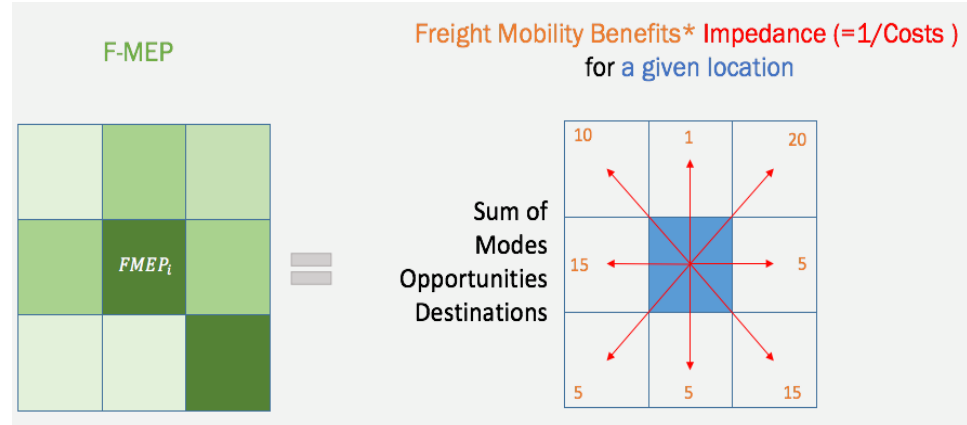 F-MEP
Freight Mobility Benefits* Impedance (=1/Costs )
for a given location
FMEPᵢ
Sum of
Modes
Opportunities
Destinations
10 1 20
15 5
5 5 15